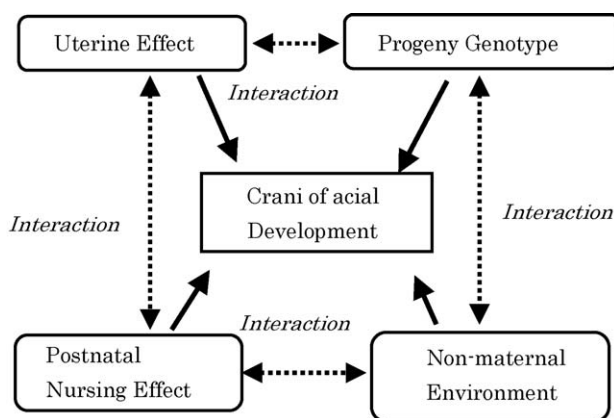 Uterine Effect
Progeny Genotype
Interaction
Crani of acial
Development
Interaction
Interaction
Interaction
Postnatal
Nursing Effect
Non-maternal
Environment